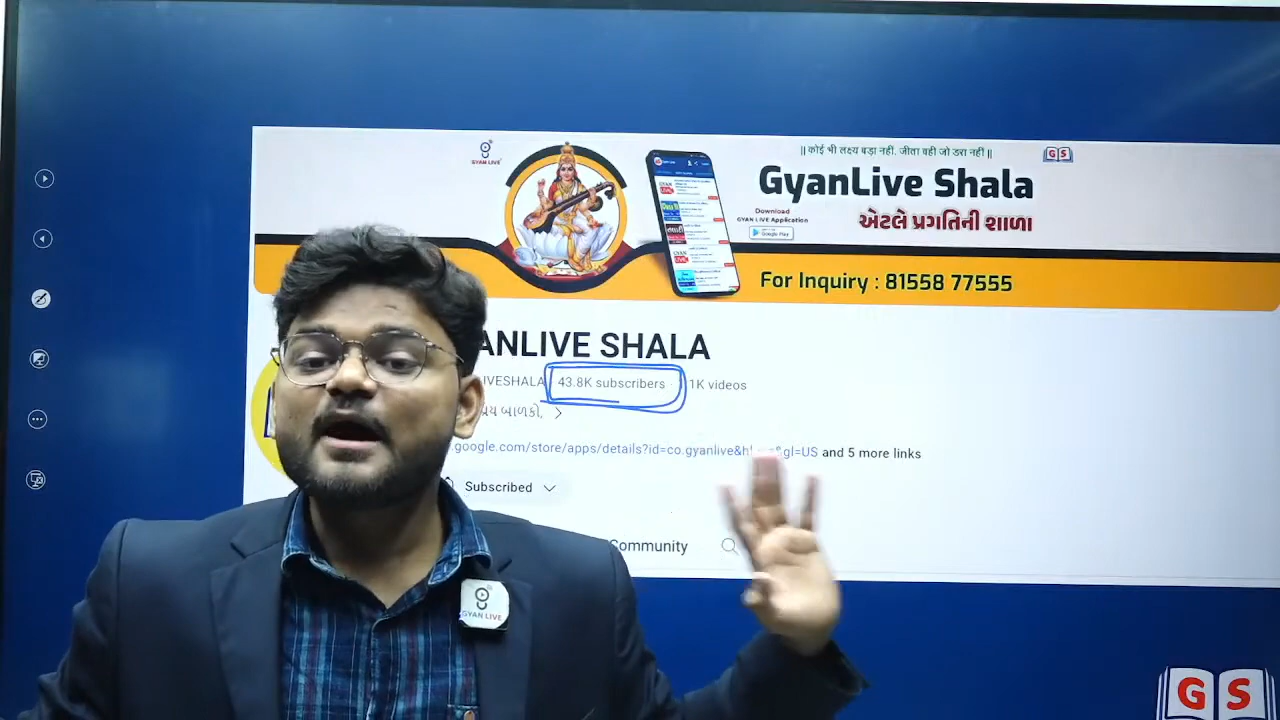 GYAN LIVE
|| कोई भी लक्ष्य बड़ा नहीं, जीता वही जो डरा नहीं ||
GS
GyanLive Shala
Download
GYAN LIVE Application
Google Play
એટલે પ્રગતિની શાળા
For Inquiry : 81558 77555
ANLIVE SHALA
IVESHALA
43.8K subscribers
1K videos
બાળકો,
.google.com/store/apps/details?id=co.gyanlive&h
&gl=US and 5 more links
Subscribed
Community
GYAN LIVE
G S